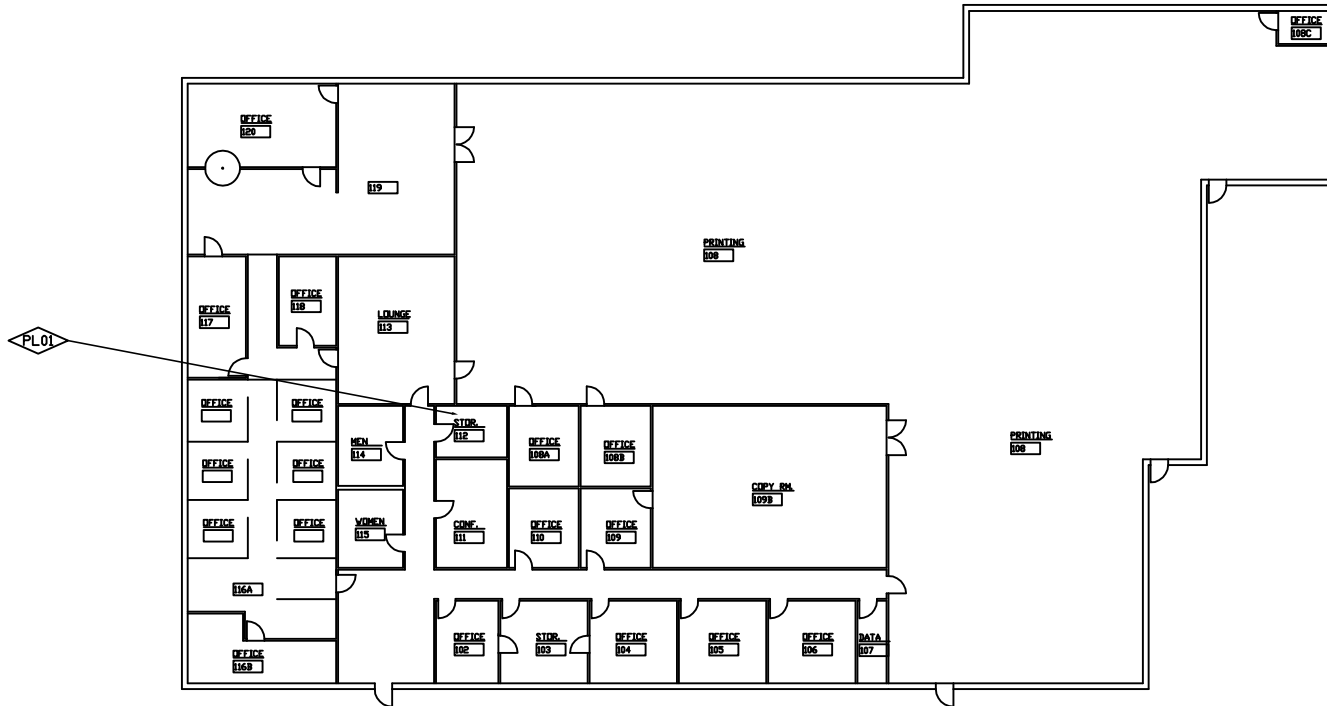 OFFICE
108C
OFFICE
120
119
PRINTING
108
OFFICE
118
OFFICE
117
LOUNGE
113
PL01
OFFICE
OFFICE
STOR.
112
MEN
114
OFFICE
108A
OFFICE
108B
PRINTING
108
OFFICE
OFFICE
COPY RM.
109B
WOMEN
115
CONF.
111
OFFICE
110
OFFICE
109
OFFICE
OFFICE
116A
OFFICE
116B
OFFICE
102
STOR.
103
OFFICE
104
OFFICE
105
OFFICE
106
DATA
107